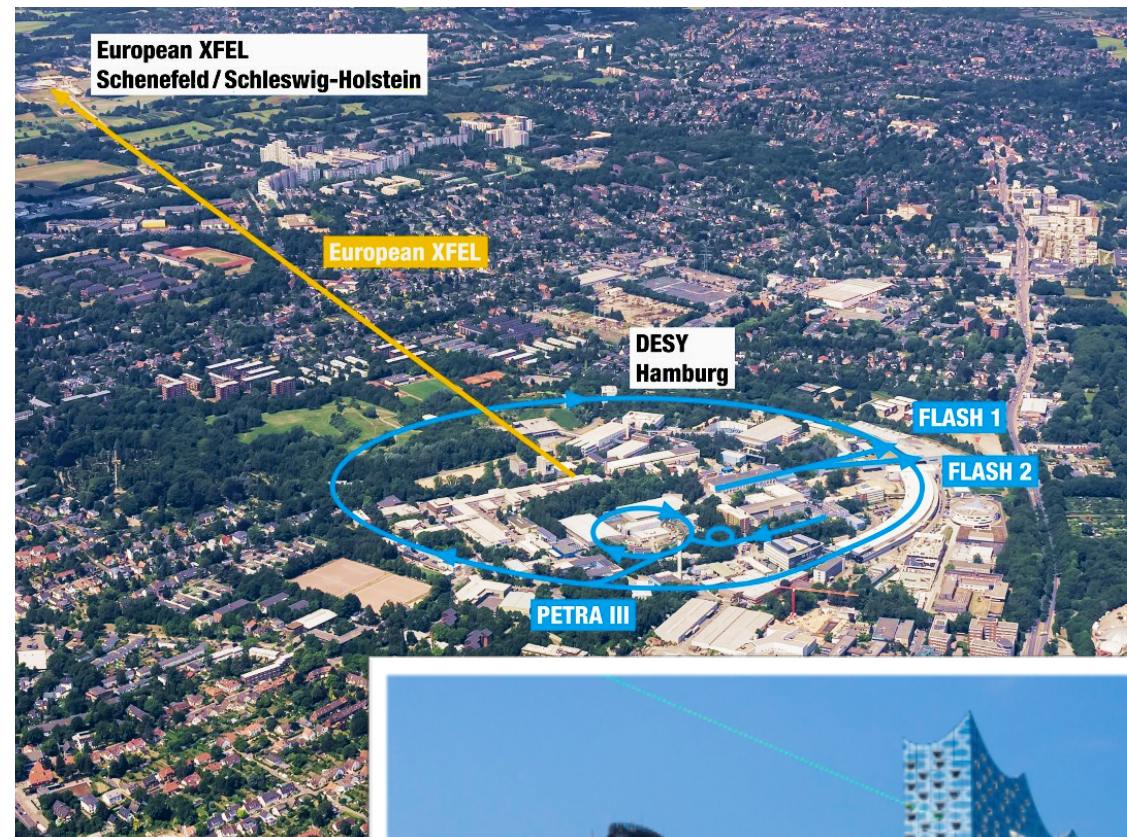 European XFEL
Schenefeld / Schleswig-Holstein
European XFEL
DESY
Hamburg
FLASH 1
FLASH 2
PETRA III